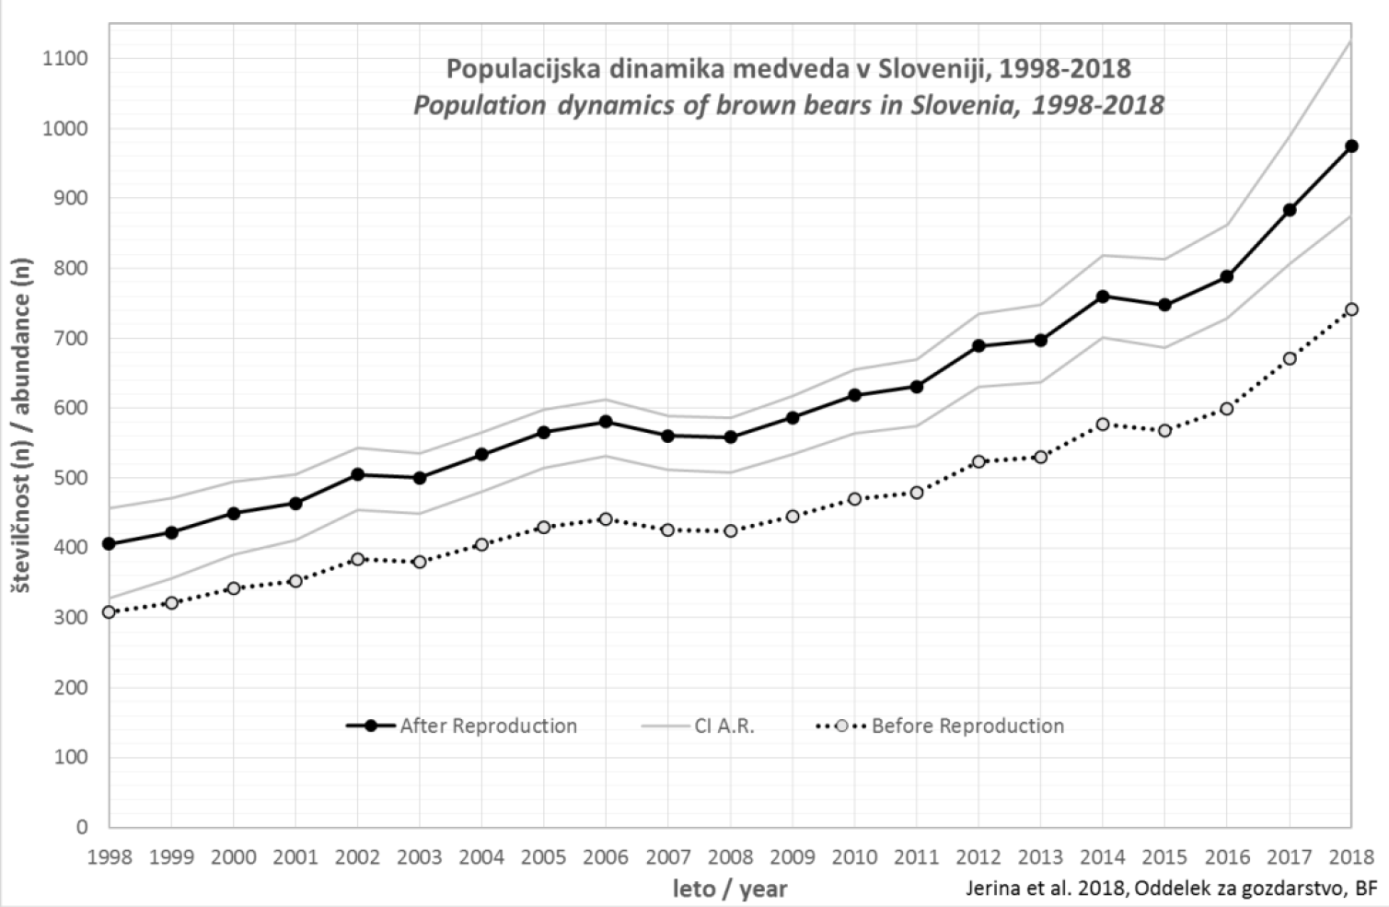 Populacijska dinamika medveda v Sloveniji, 1998-2018
Population dynamics of brown bears in Slovenia, 1998-2018
številčnost (n) / abundance (n)
1100
1000
900
800
700
600
500
400
300
200
100
0
After Reproduction CI A.R. Before Reproduction
1998 1999 2000 2001 2002 2003 2004 2005 2006 2007 2008 2009 2010 2011 2012 2013 2014 2015 2016 2017 2018
leto / year
Jerina et al. 2018, Oddelek za gozdarstvo, BF